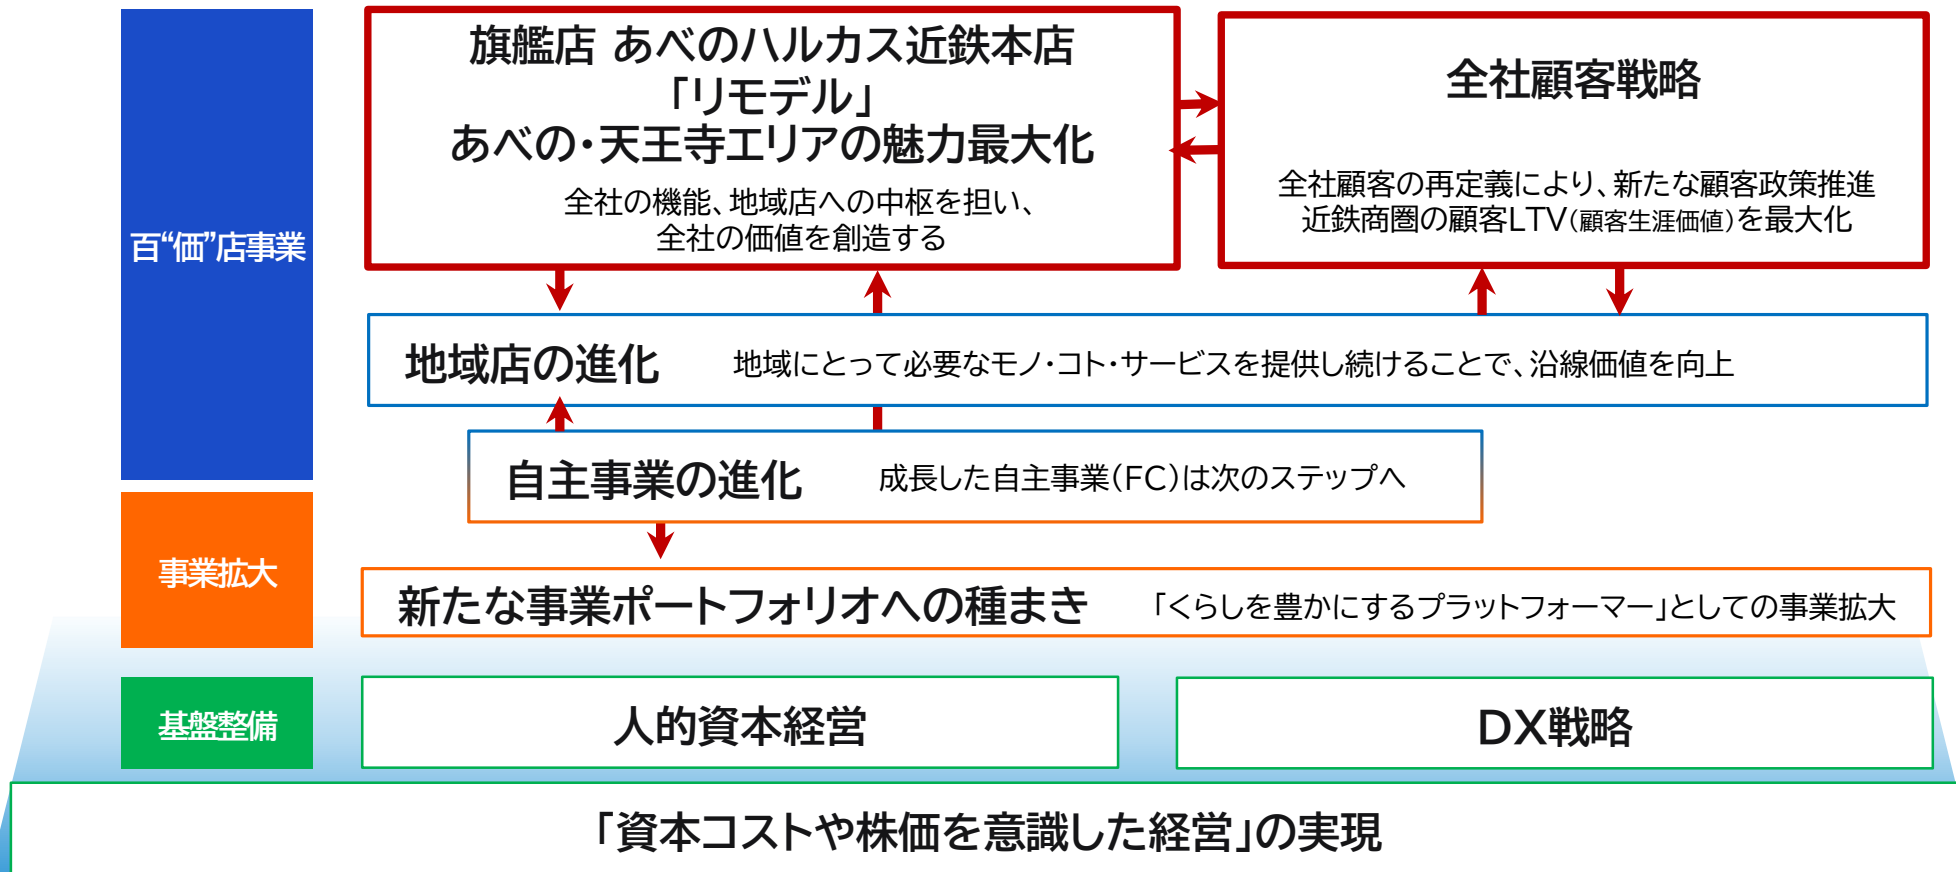 百“価”店事業
旗艦店 あべのハルカス近鉄本店
「リモデル」
あべの・天王寺エリアの魅力最大化
全社の機能、地域店への中枢を担い、
全社の価値を創造する
全社顧客戦略
全社顧客の再定義により、新たな顧客政策推進
近鉄商圏の顧客LTV(顧客生涯価値)を最大化
地域店の進化 地域にとって必要なモノ・コト・サービスを提供し続けることで、沿線価値を向上
自主事業の進化 成長した自主事業(FC)は次のステップへ
事業拡大
新たな事業ポートフォリオへの種まき 「くらしを豊かにするプラットフォーマー」としての事業拡大
基盤整備
人的資本経営
DX戦略
「資本コストや株価を意識した経営」の実現